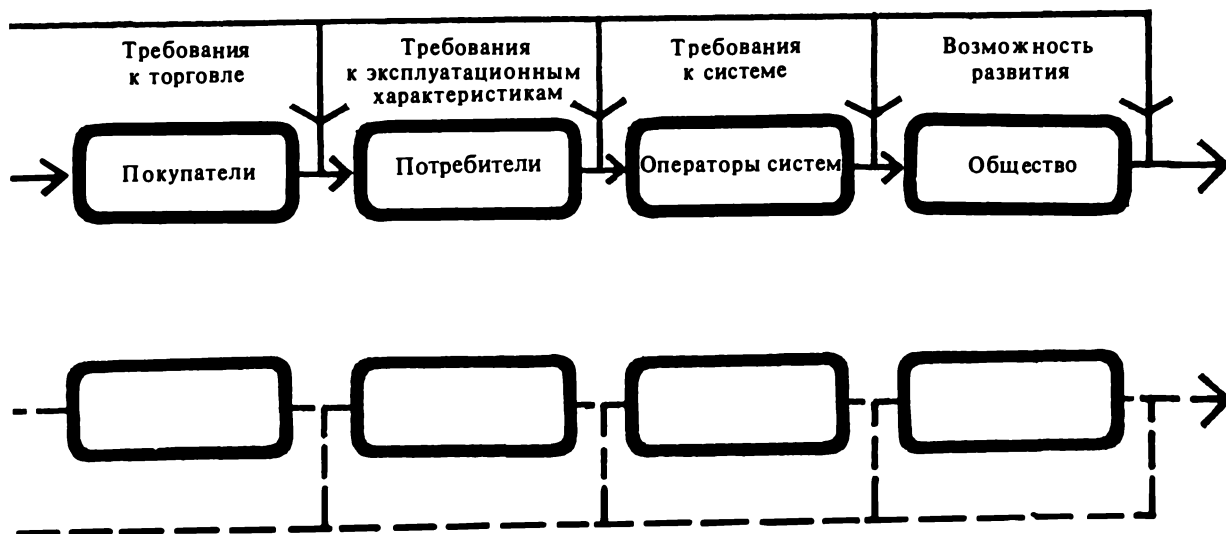 Требования
к торговле
Требования
к эксплуатационным
характеристикам
Требования
к системе
Возможность
развития
Покупатели
Потребители
Операторы систем
Общество